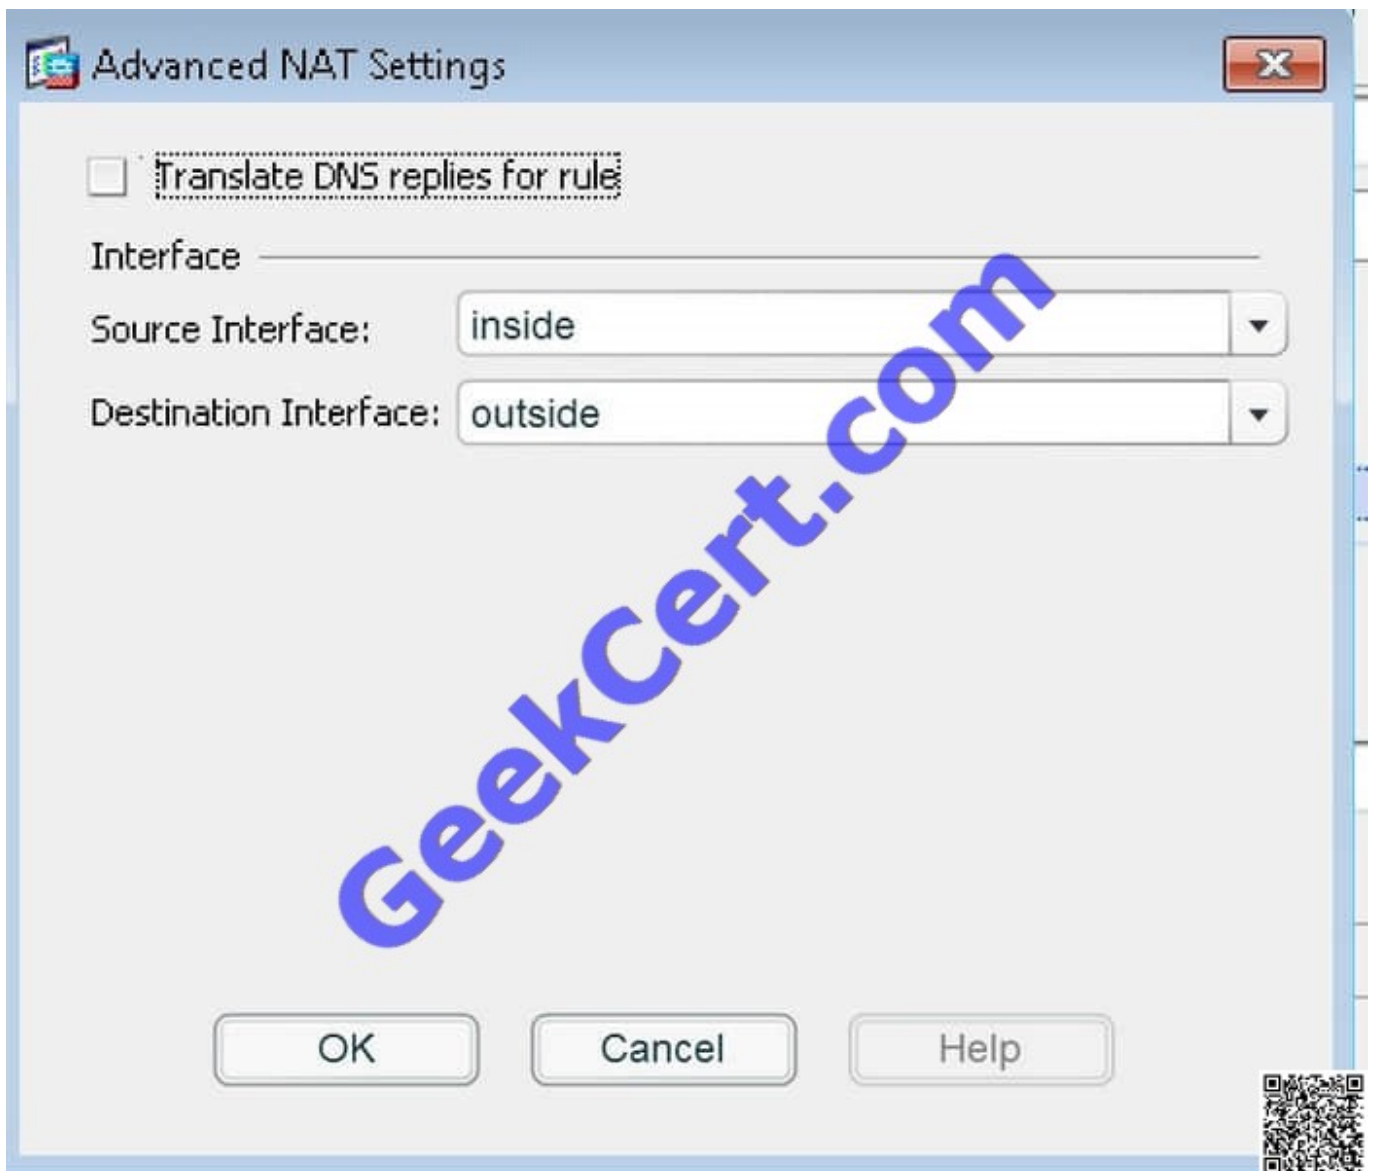 Advanced NAT Settings
Translate DNS replies for rule
Interface
Source Interface: inside
Destination Interface: outside
GeekCert.com
OK Cancel Help